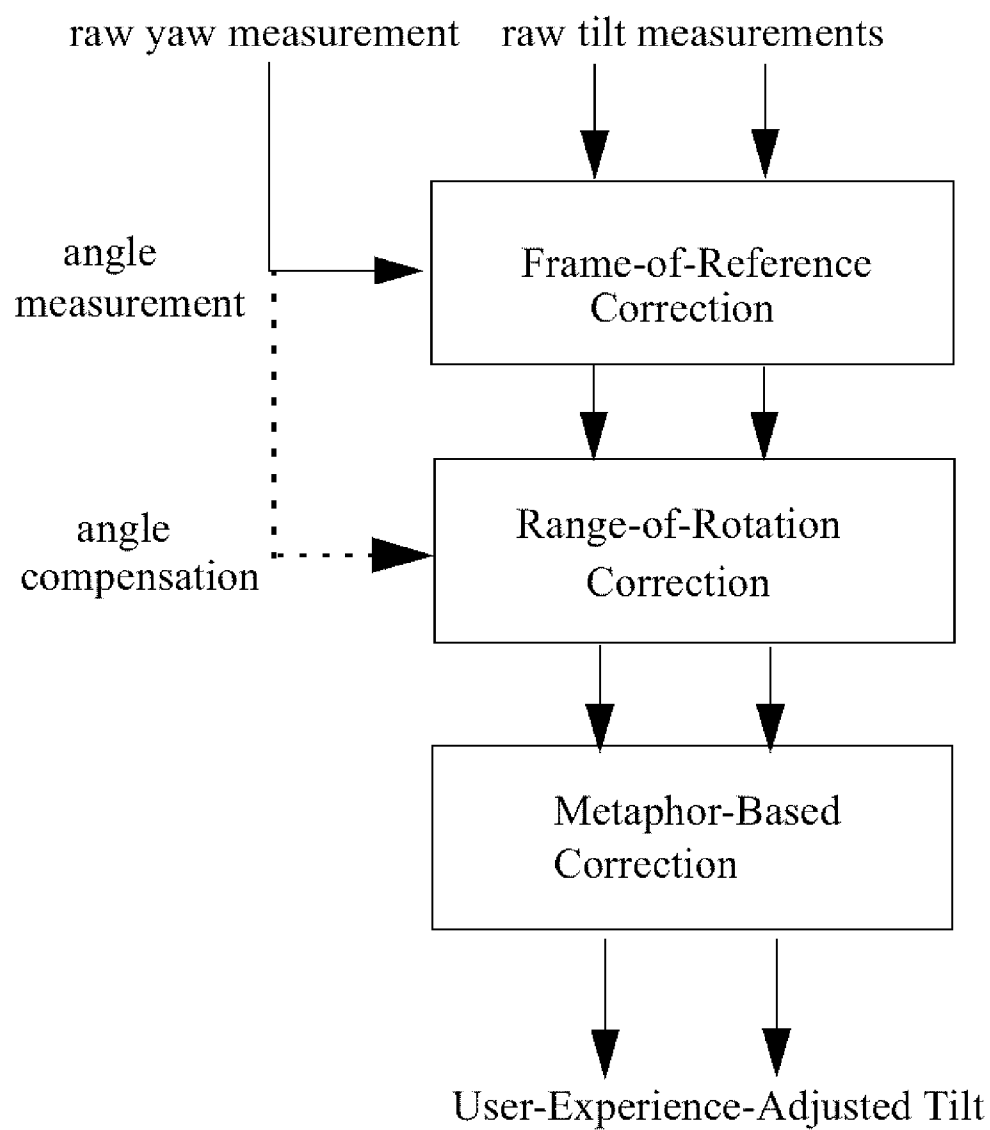 raw yaw measurement
raw tilt measurements
angle
measurement
Frame-of-Reference
Correction
angle
compensation
Range-of-Rotation
Correction
Metaphor-Based
Correction
User-Experience-Adjusted Tilt